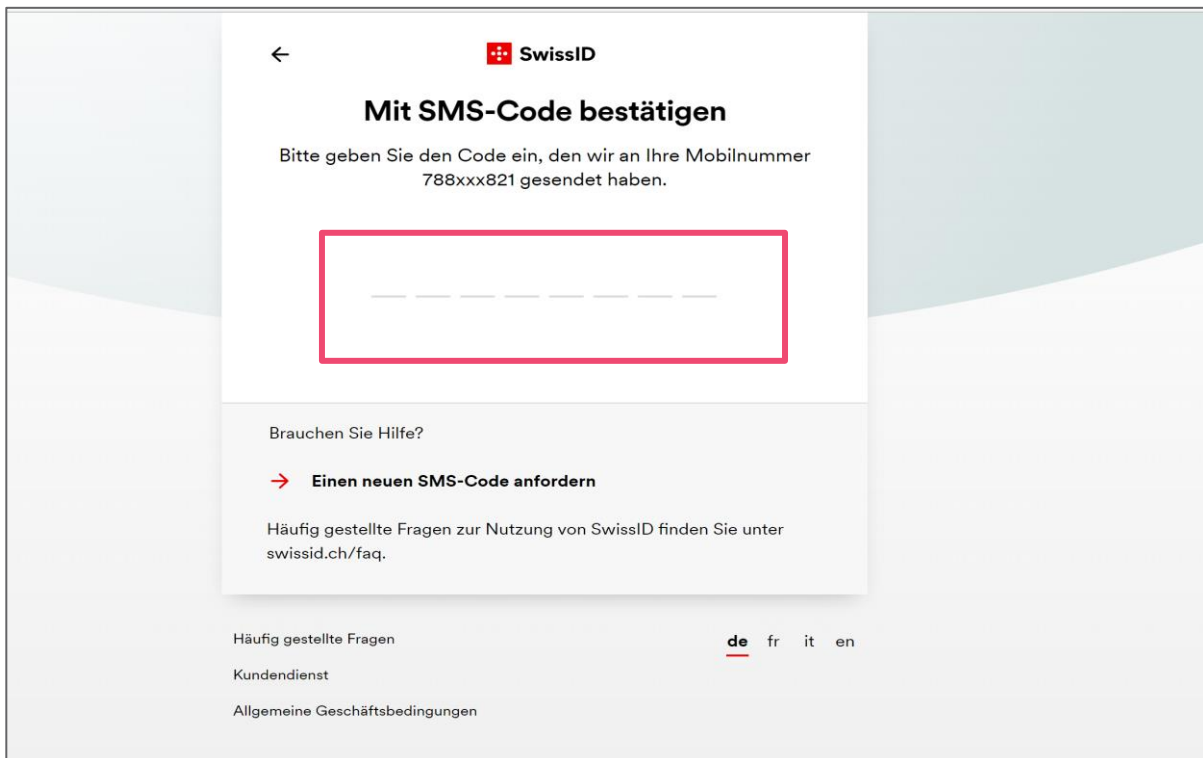 SwissID
Mit SMS-Code bestätigen
Bitte geben Sie den Code ein, den wir an Ihre Mobilnummer
788xxx821 gesendet haben.
Brauchen Sie Hilfe?
Einen neuen SMS-Code anfordern
Häufig gestellte Fragen zur Nutzung von SwissID finden Sie unter
swissid.ch/faq.
Häufig gestellte Fragen
de fr it en
Kundendienst
Allgemeine Geschäftsbedingungen